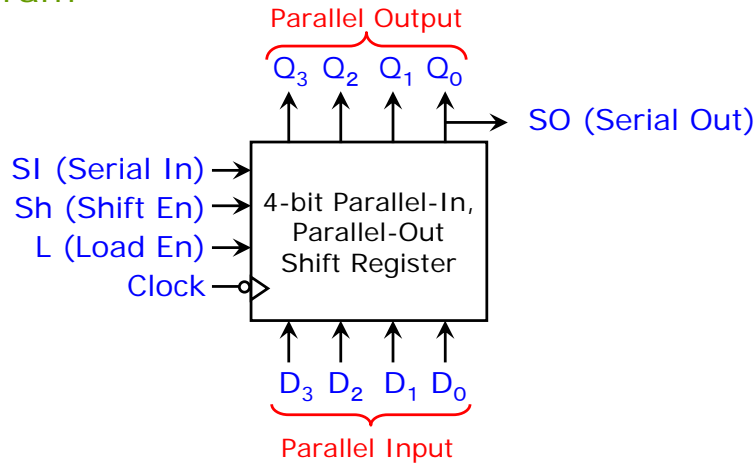 Parallel Output
Q3 Q2 Q1 Q0
SO (Serial Out)
SI (Serial In)
Sh (Shift En)
L (Load En)
Clock
4-bit Parallel-In,
Parallel-Out
Shift Register
D3 D2 D1 D0
Parallel Input